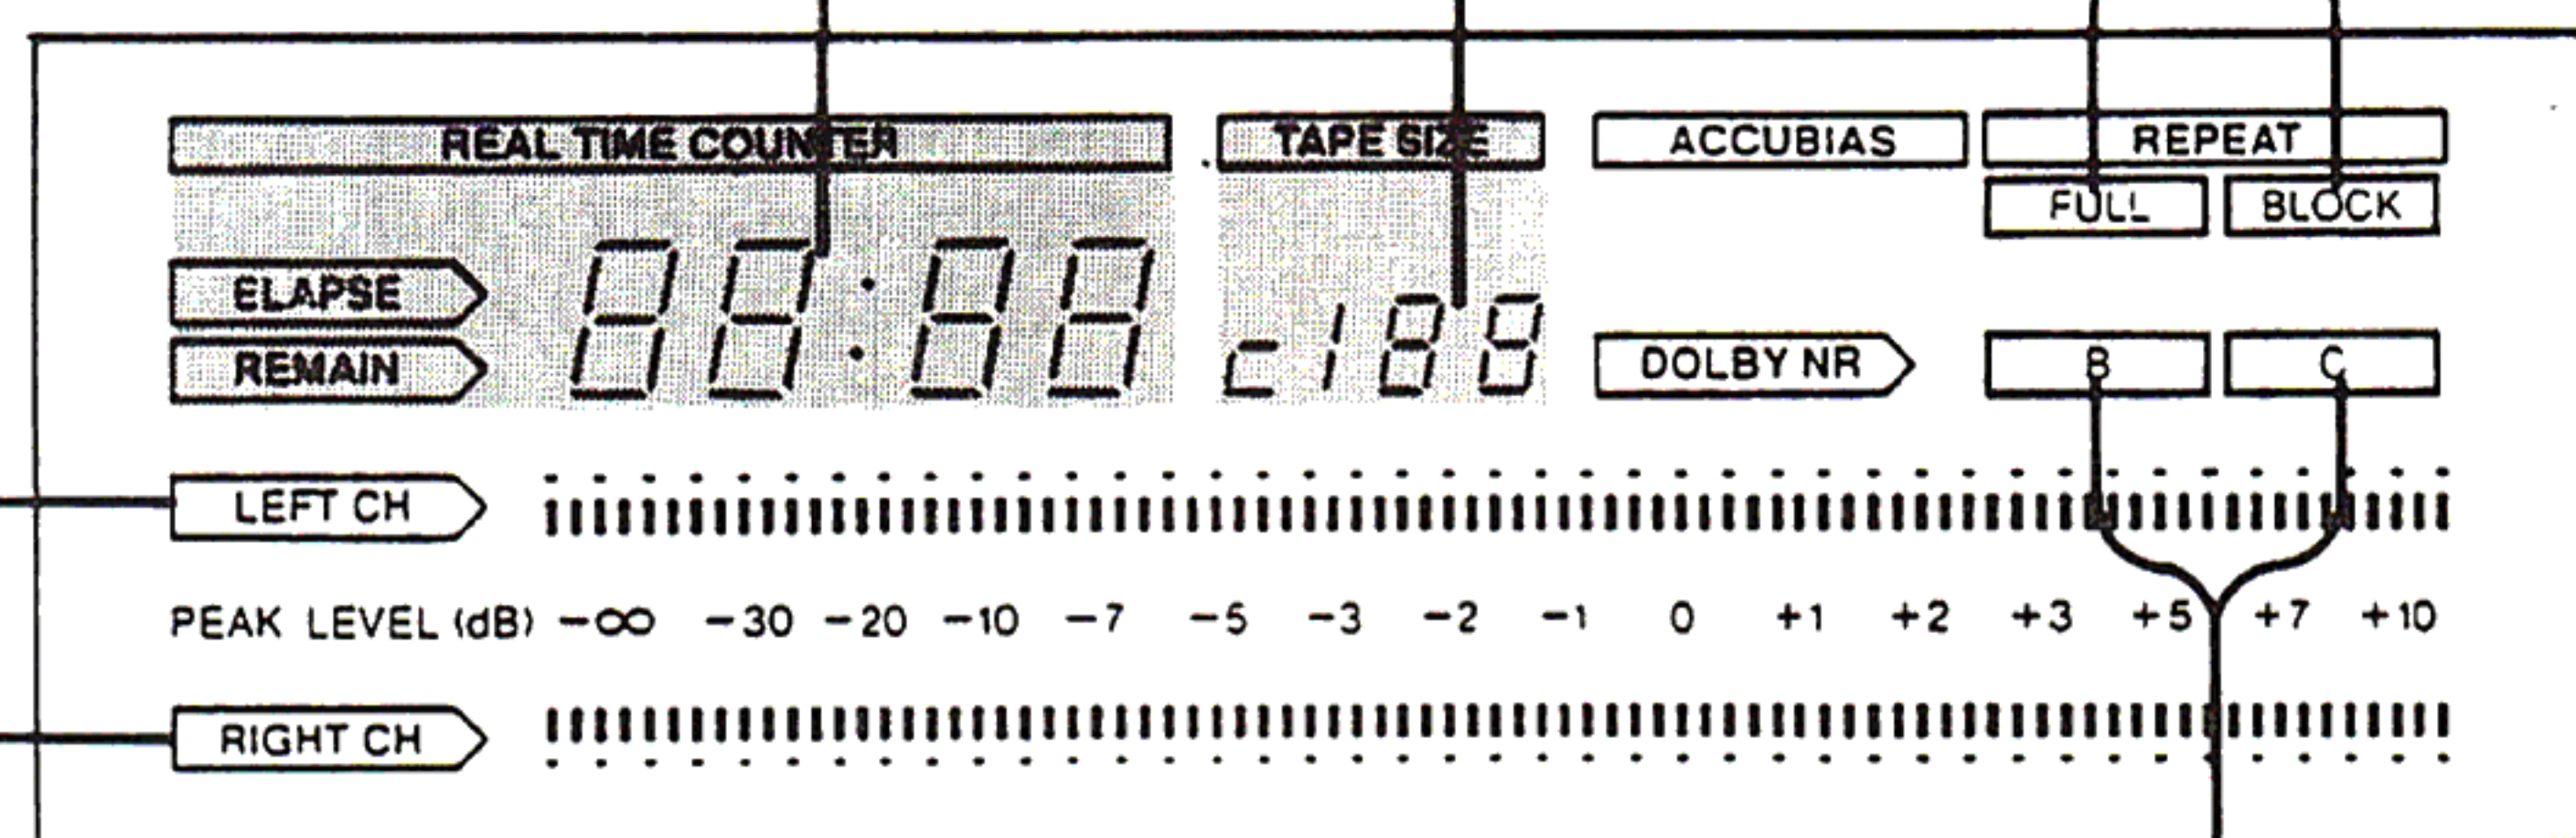 REAL TIME COUNTER TAPE SIZE ACCUBIAS REPEAT
FULL BLOCK
ELAPSE 88:88 c188
REMAIN DOLBY NR B C
LEFT CH
PEAK LEVEL (dB) -∞ -30 -20 -10 -7 -5 -3 -2 -1 0 +1 +2 +3 +5 +7 +10
RIGHT CH